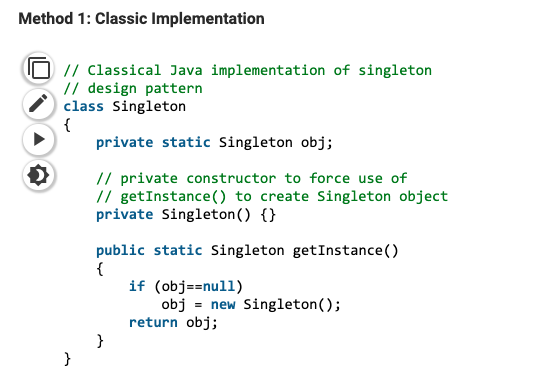 Method 1: Classic Implementation
// Classical Java implementation of singleton
// design pattern
class Singleton
{
    private static Singleton obj;

    // private constructor to force use of
    // getInstance() to create Singleton object
    private Singleton() {}

    public static Singleton getInstance()
    {
        if (obj==null)
            obj = new Singleton();
        return obj;
    }
}